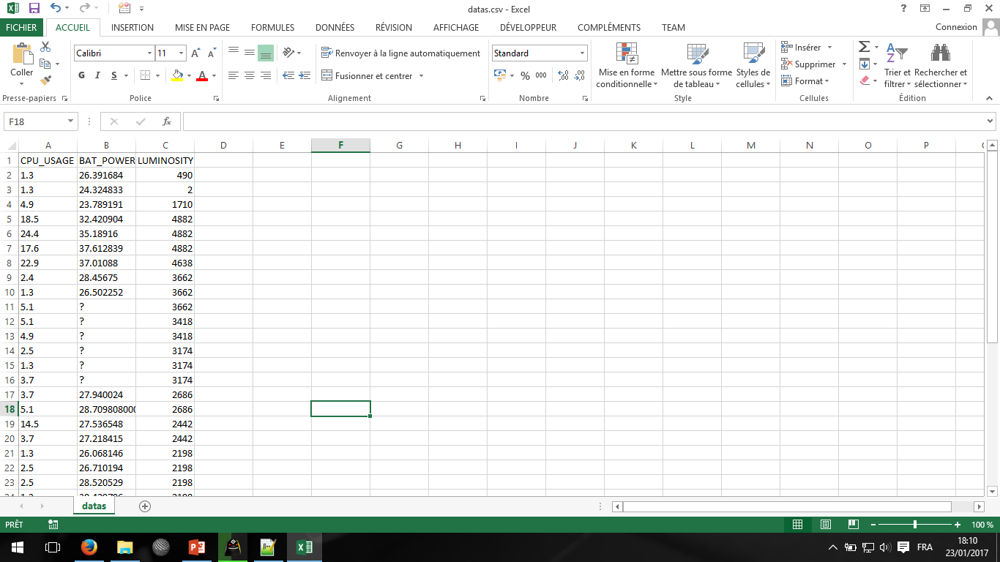 datas.csv - Excel
FICHIER ACCUEIL INSERTION MISE EN PAGE FORMULES DONNÉES RÉVISION AFFICHAGE DÉVELOPPEUR COMPLÉMENTS TEAM Connexion
Coller
Presse-papiers
Calibri 11
G I S
Police
Renvoyer à la ligne automatiquement
Fusionner et centrer
Alignement
Standard
% 000
Nombre
Mise en forme conditionnelle
Mettre sous forme de tableau
Styles de cellules
Style
Insérer
Supprimer
Format
Cellules
Trier et filtrer
Rechercher et sélectionner
Édition
F18 fx
A B C D E F G H I J K L M N O P
1 CPU_USAGE BAT_POWER LUMINOSITY
2 1.3 26.391684 490
3 1.3 24.324833 2
4 4.9 23.789191 1710
5 18.5 32.420904 4882
6 24.4 35.18916 4882
7 17.6 37.612839 4882
8 22.9 37.01088 4638
9 2.4 28.45675 3662
10 1.3 26.502252 3662
11 5.1 ? 3662
12 5.1 ? 3418
13 4.9 ? 3418
14 2.5 ? 3174
15 1.3 ? 3174
16 3.7 ? 3174
17 3.7 27.940024 2686
18 5.1 28.709808000 2686
19 14.5 27.536548 2442
20 3.7 27.218415 2442
21 1.3 26.068146 2198
22 2.5 26.710194 2198
23 2.5 28.520529 2198
datas
PRÊT 100 %
FRA 18:10
23/01/2017